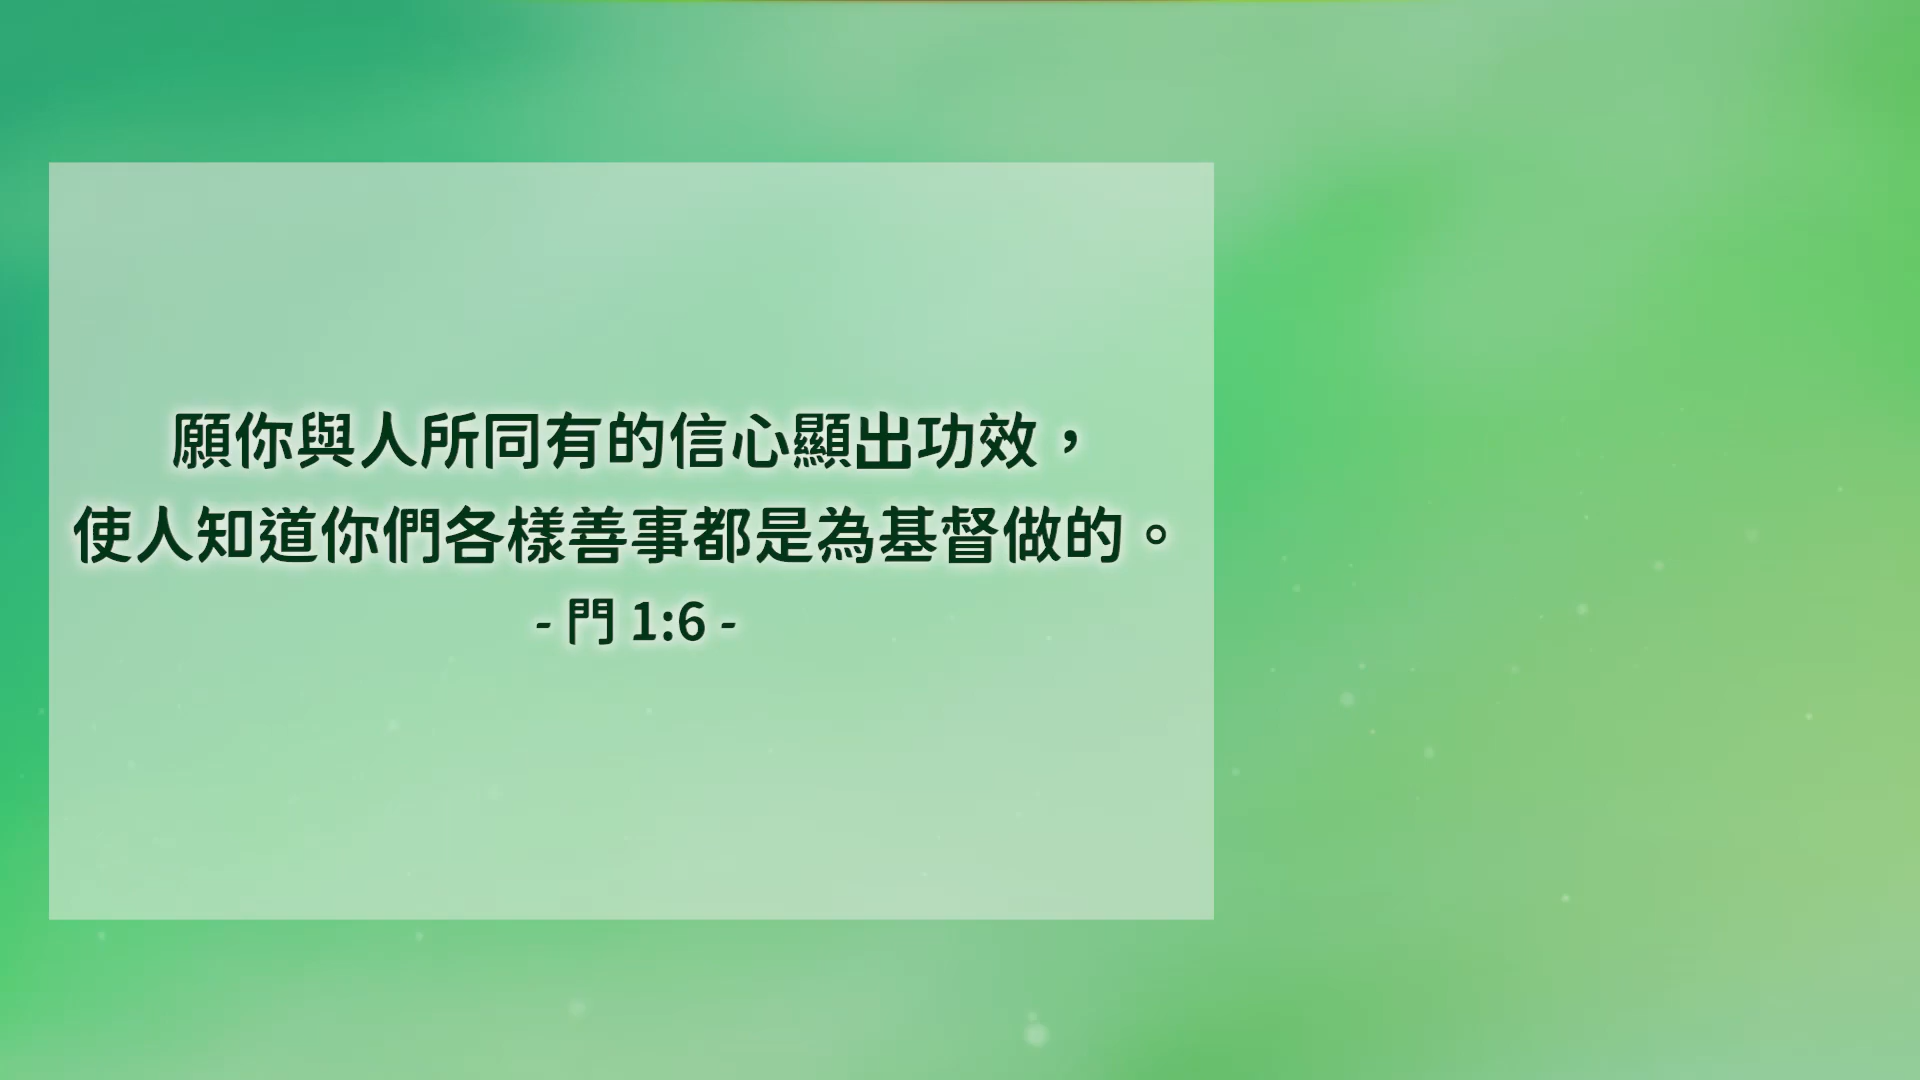 願你與人所同有的信心顯出功效，
使人知道你們各樣善事都是為基督做的。
- 門 1:6 -